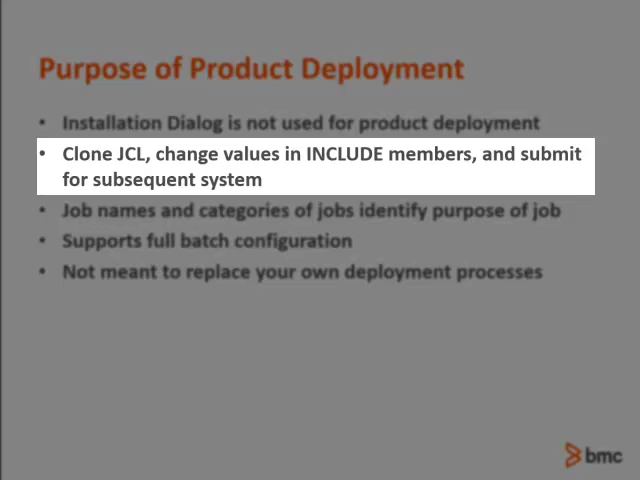 Purpose of Product Deployment
• Installation Dialog is not used for product deployment
• Clone JCL, change values in INCLUDE members, and submit
for subsequent system
• Job names and categories of jobs identify purpose of job
• Supports full batch configuration
• Not meant to replace your own deployment processes
bmc